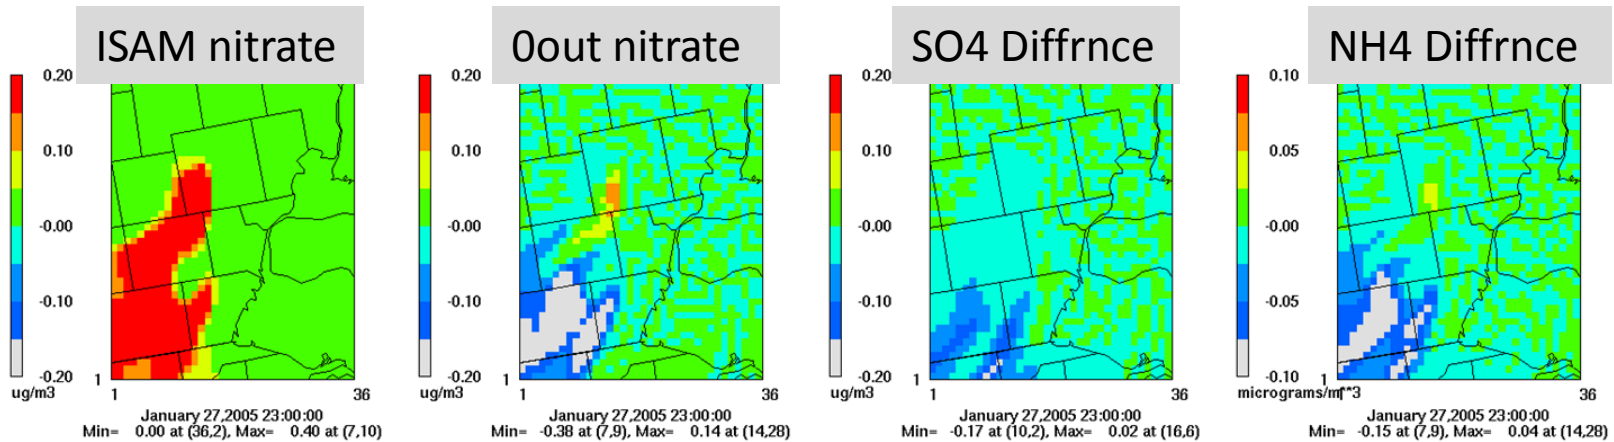 ISAM nitrate
0.20
0.10
-0.00
-0.10
-0.20
ug/m3
1
1
36
January 27,2005 23:00:00
Min= 0.00 at (36,2), Max= 0.40 at (7,10)
0out nitrate
0.20
0.10
-0.00
-0.10
-0.20
ug/m3
1
1
36
January 27,2005 23:00:00
Min= -0.38 at (7,9), Max= 0.14 at (14,28)
SO4 Diffrnce
0.20
0.10
-0.00
-0.10
-0.20
ug/m3
1
1
36
January 27,2005 23:00:00
Min= -0.17 at (10,2), Max= 0.02 at (16,6)
NH4 Diffrnce
0.10
0.05
-0.00
-0.05
-0.10
micrograms/m**3
1
36
January 27,2005 23:00:00
Min= -0.15 at (7,9), Max= 0.04 at (14,28)